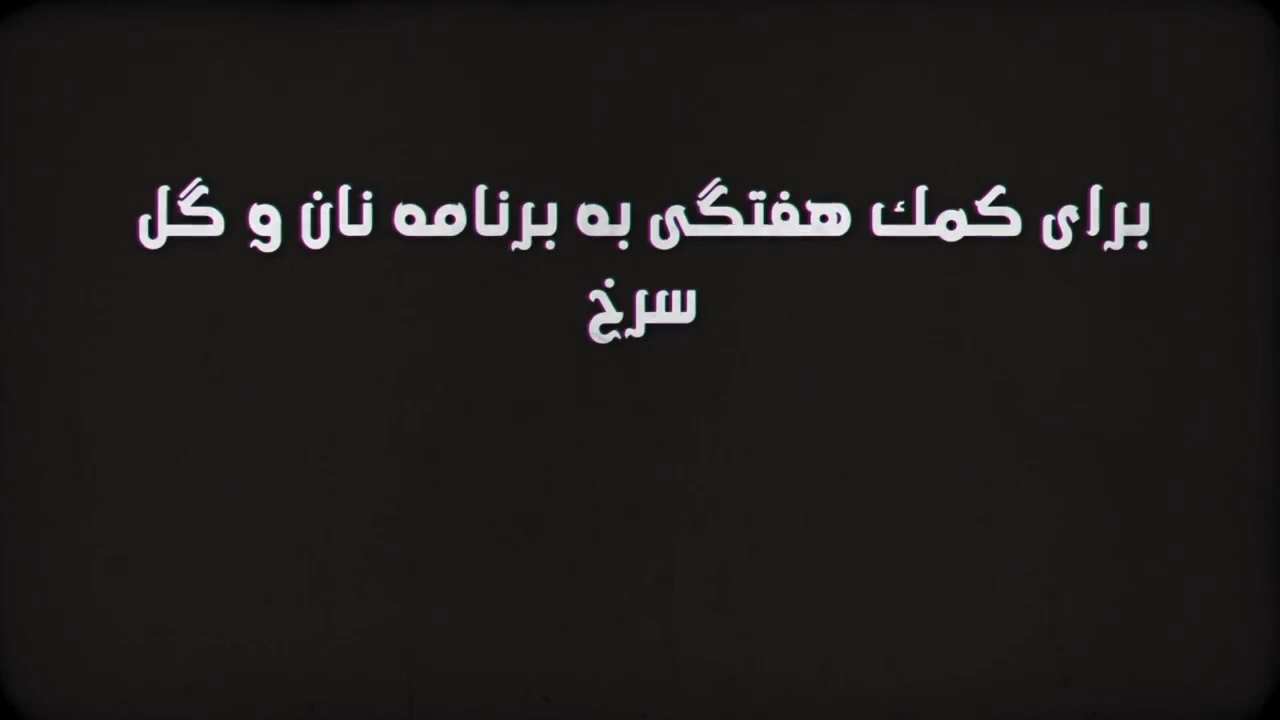 برای کمک هفتگی به برنامه نان و گل
سرخ